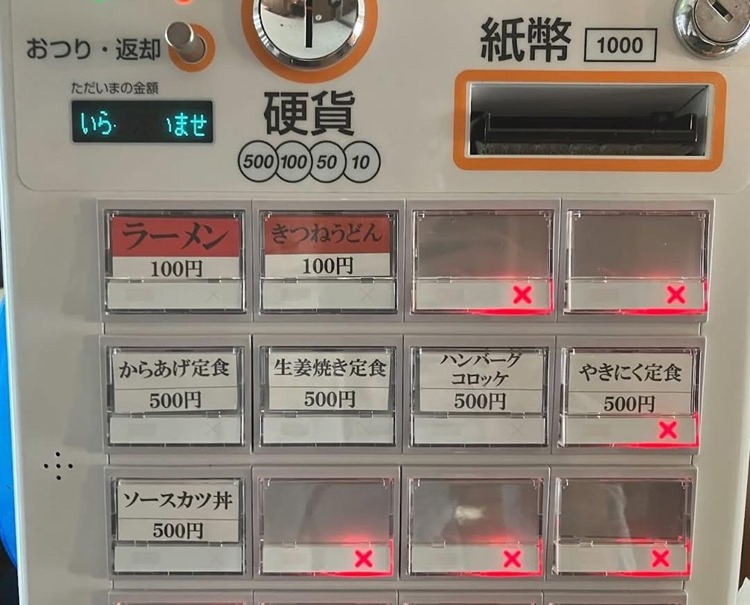 おつり・返却
紙幣 1000
ただいまの金額
いら ませ
硬貨
500 100 50 10
ラーメン
100円
きつねうどん
100円
からあげ定食
500円
生姜焼き定食
500円
ハンバーグ
コロッケ
500円
やきにく定食
500円
ソースカツ丼
500円